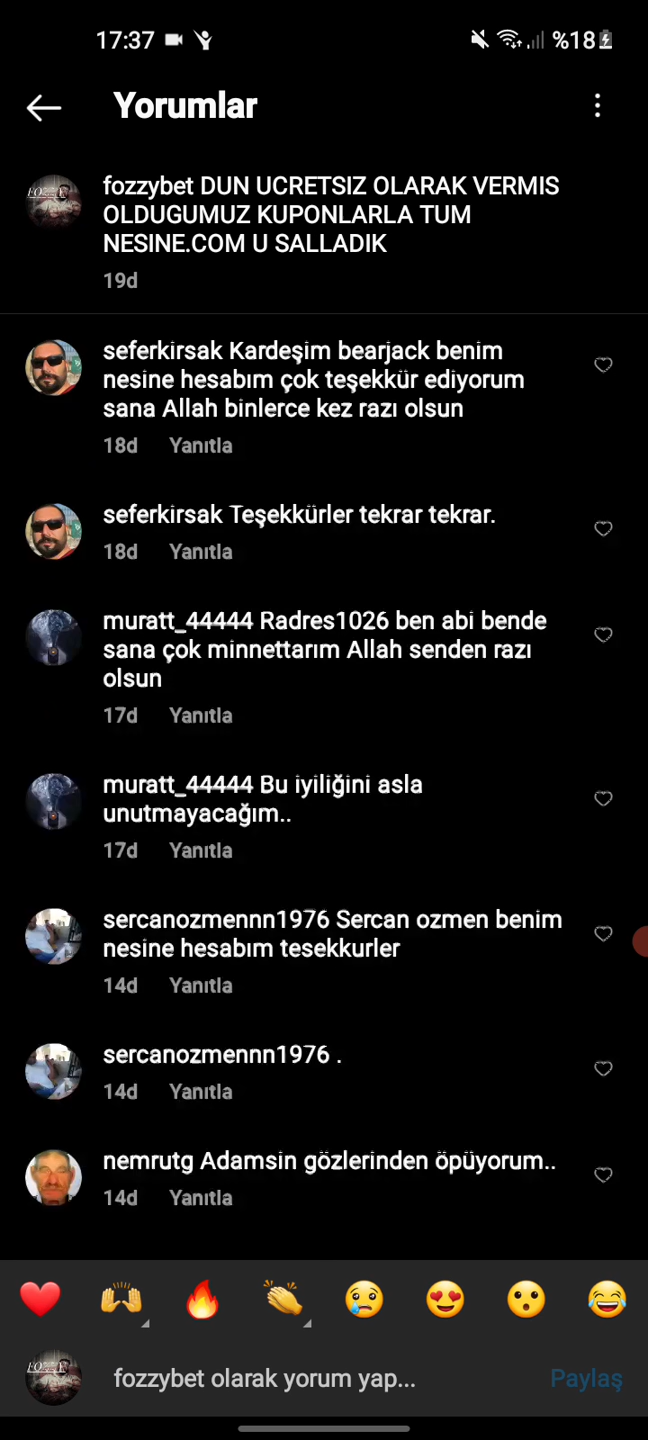 17:37
%18
Yorumlar
fozzybet DUN UCRETSIZ OLARAK VERMIS
OLDUGUMUZ KUPONLARLA TUM
NESINE.COM U SALLADIK
19d
seferkirsak Kardeşim bearjack benim
nesine hesabım çok teşekkür ediyorum
sana Allah binlerce kez razı olsun
18d Yanıtla
seferkirsak Teşekkürler tekrar tekrar.
18d Yanıtla
muratt_44444 Radres1026 ben abi bende
sana çok minnettarım Allah senden razı
olsun
17d Yanıtla
muratt_44444 Bu iyiliğini asla
unutmayacağım..
17d Yanıtla
sercanozmennn1976 Sercan ozmen benim
nesine hesabım tesekkurler
14d Yanıtla
sercanozmennn1976 .
14d Yanıtla
nemrutg Adamsin gözlerinden öpüyorum..
14d Yanıtla
fozzybet olarak yorum yap...
Paylaş